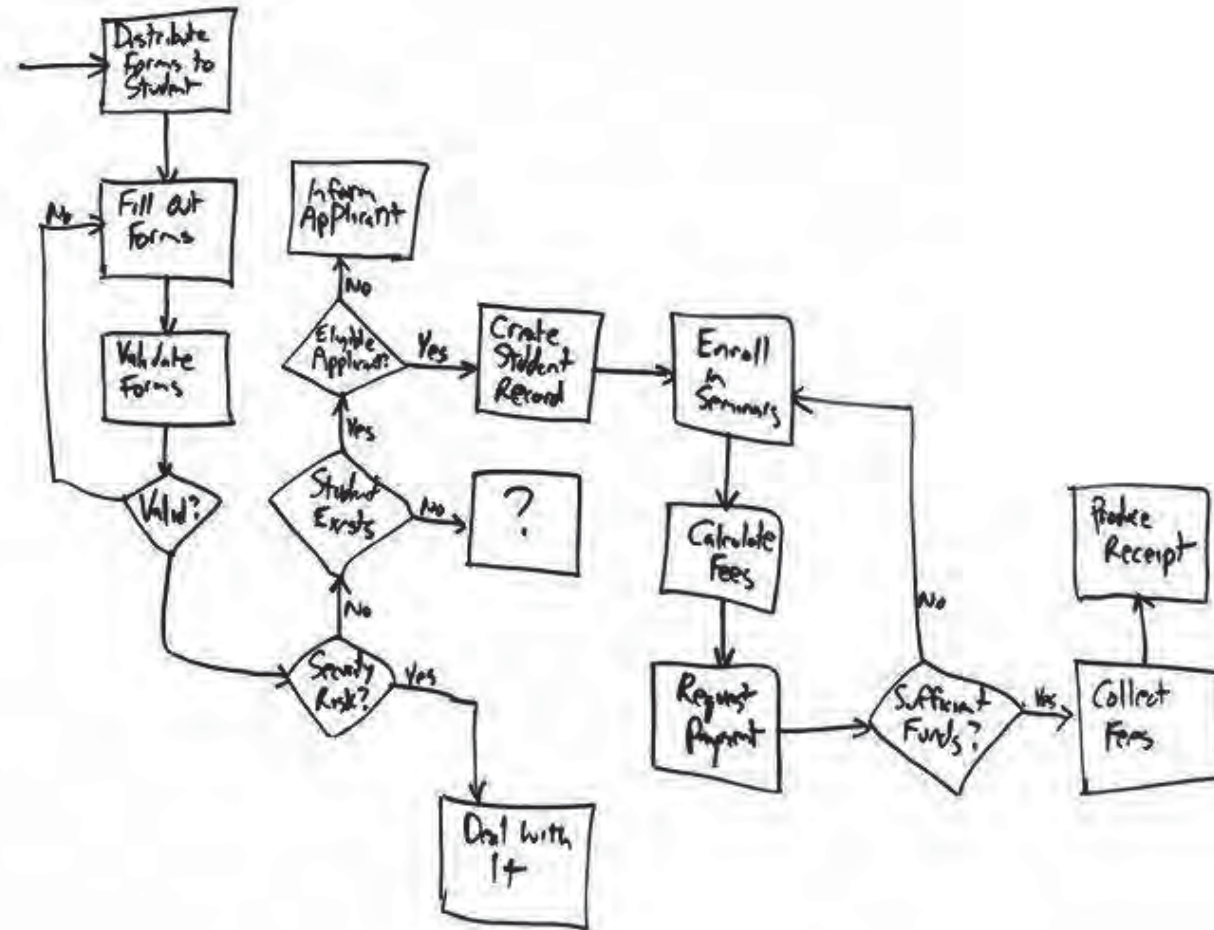 Distribute
Forms to
Student
No
Fill out
Forms
Validate
Forms
Valid?
Inform
Applicant
No
Eligible
Applicant?
Yes
Create
Student
Record
Enroll
in
Seminars
Yes
Student
Exists
No
?
No
Security
Risk?
Yes
Deal with
It
Calculate
Fees
Request
Payment
No
Sufficient
Funds?
Yes
Collect
Fees
Produce
Receipt